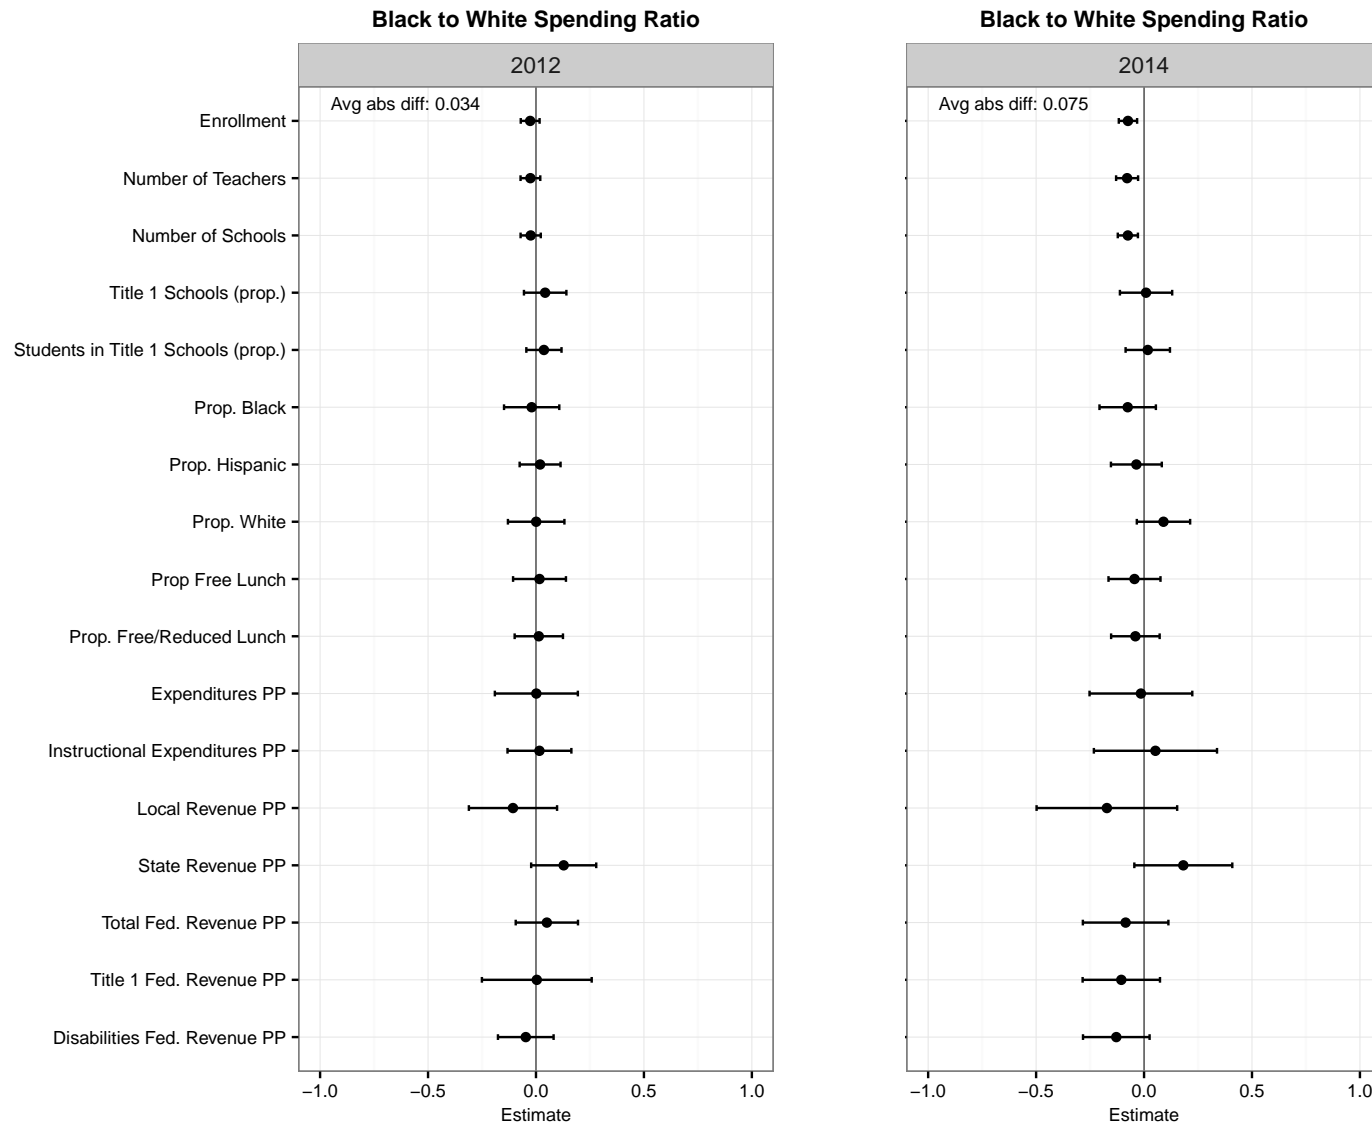 Black to White Spending Ratio
2012
Avg abs diff: 0.034
Enrollment
Number of Teachers
Number of Schools
Title 1 Schools (prop.)
Students in Title 1 Schools (prop.)
Prop. Black
Prop. Hispanic
Prop. White
Prop Free Lunch
Prop. Free/Reduced Lunch
Expenditures PP
Instructional Expenditures PP
Local Revenue PP
State Revenue PP
Total Fed. Revenue PP
Title 1 Fed. Revenue PP
Disabilities Fed. Revenue PP
−1.0 −0.5 0.0 0.5 1.0
Estimate
Black to White Spending Ratio
2014
Avg abs diff: 0.075
−1.0 −0.5 0.0 0.5 1.0
Estimate